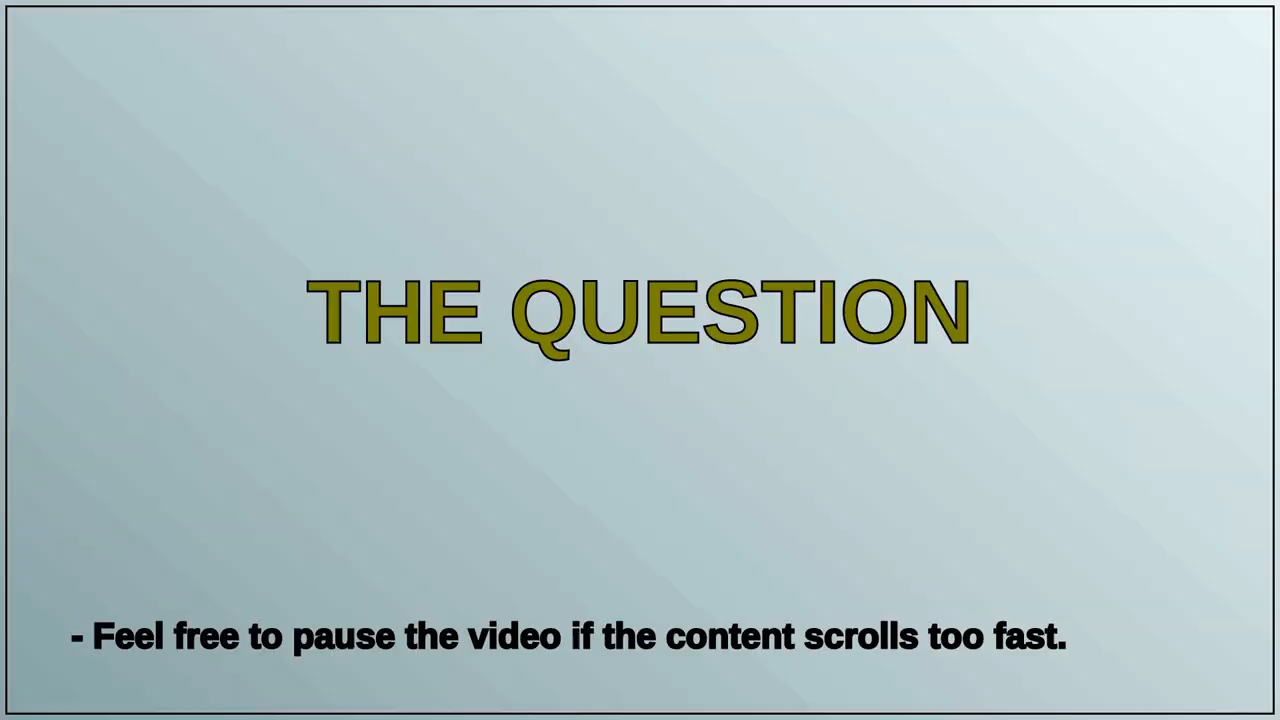 THE QUESTION
- Feel free to pause the video if the content scrolls too fast.